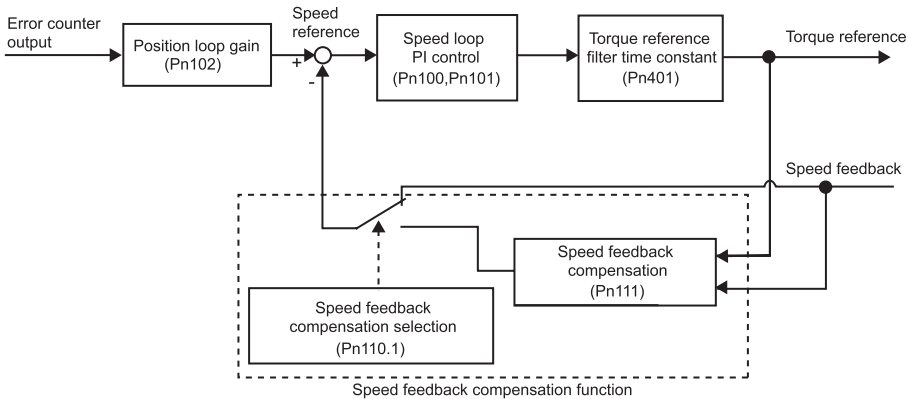 Error counter
output
Position loop gain
(Pn102)
Speed
reference
+
-
Speed loop
PI control
(Pn100,Pn101)
Torque reference
filter time constant
(Pn401)
Torque reference
Speed feedback
Speed feedback
compensation
(Pn111)
Speed feedback
compensation selection
(Pn110.1)
Speed feedback compensation function